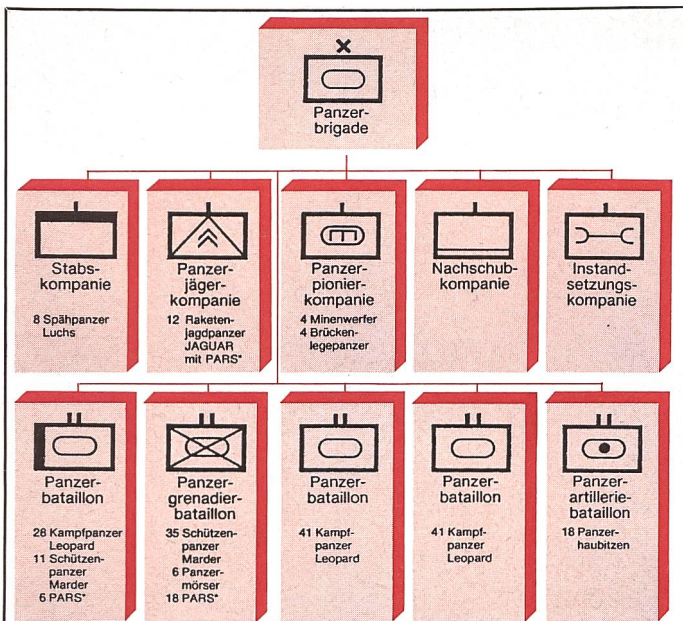 Panzer-
brigade
Stabs-
kompanie
8 Spähpanzer
Luchs
Panzer-
jäger-
kompanie
12 Raketen-
jagdpanzer
JAGUAR
mit PARS*
Panzer-
pionier-
kompanie
4 Minenwerfer
4 Brücken-
legepanzer
Nachschub-
kompanie
Instand-
setzungs-
kompanie
Panzer-
bataillon
28 Kampfpanzer
Leopard
11 Schützen-
panzer
Marder
6 PARS*
Panzer-
grenadier-
bataillon
35 Schützen-
panzer
Marder
6 Panzer-
mörser
18 PARS*
Panzer-
bataillon
41 Kampf-
panzer
Leopard
Panzer-
bataillon
41 Kampf-
panzer
Leopard
Panzer-
artillerie-
bataillon
18 Panzer-
haubitzen